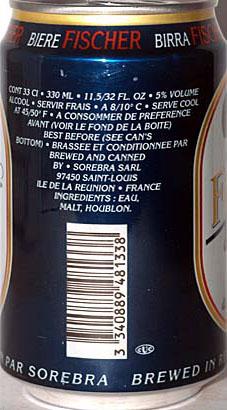 BIERE FISCHER BIRRA FIS
CONT 33 Cl • 330 ML • 11,5/32 FL. OZ • 5% VOLUME
ALCOOL • SERVIR FRAIS • A 8/10° C • SERVE COOL
AT 45/50° F • A CONSOMMER DE PREFERENCE
AVANT (VOIR LE FOND DE LA BOITE)
BEST BEFORE (SEE CAN'S
BOTTOM) • BRASSEE ET CONDITIONNEE PAR
BREWED AND CANNED
BY • SOREBRA SARL
97450 SAINT-LOUIS
ILE DE LA REUNION • FRANCE
INGREDIENTS : EAU,
MALT, HOUBLON.
3 340889 481338
PAR SOREBRA BREWED IN